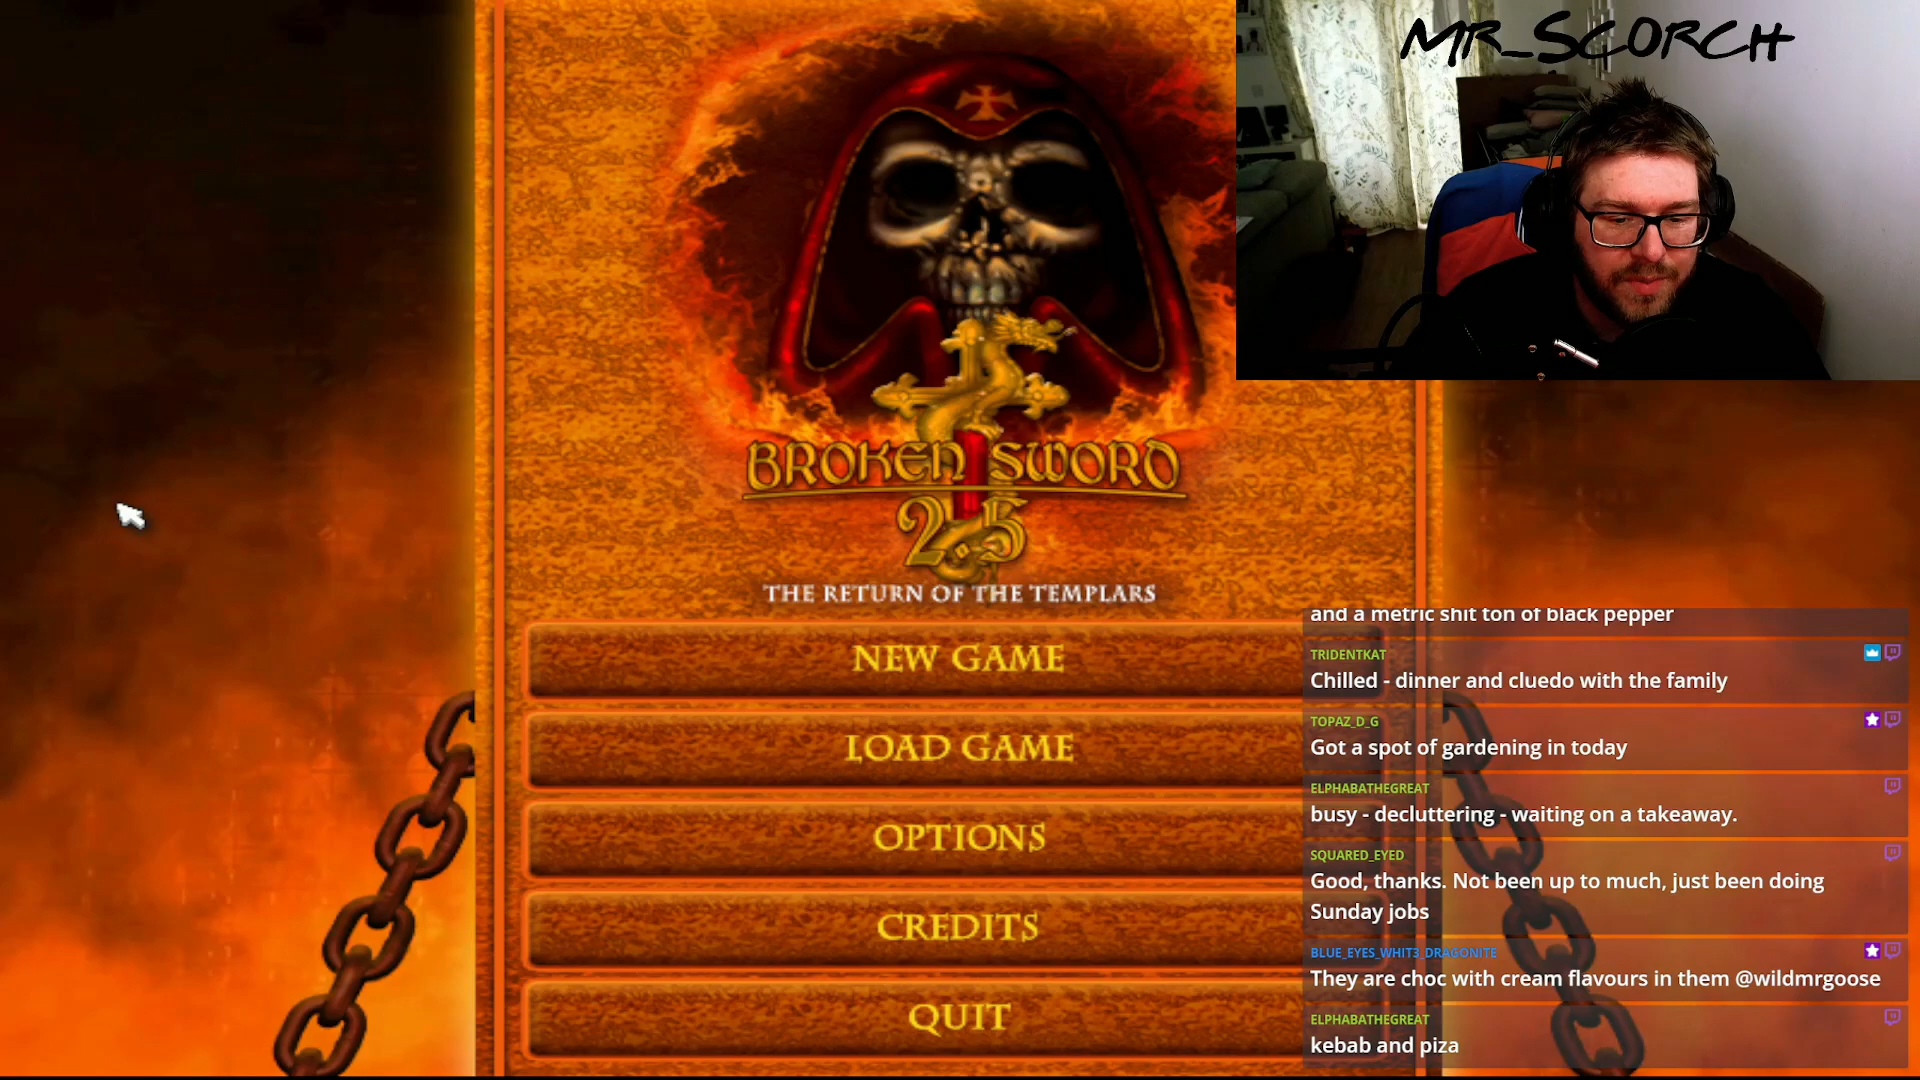 MR_SCORCH
BROKEN SWORD
2.5
THE RETURN OF THE TEMPLARS
NEW GAME
LOAD GAME
OPTIONS
CREDITS
QUIT
and a metric shit ton of black pepper
TRIDENTKAT
Chilled - dinner and cluedo with the family
TOPAZ_D_G
Got a spot of gardening in today
ELPHABATHEGREAT
busy - decluttering - waiting on a takeaway.
SQUARED_EYED
Good, thanks. Not been up to much, just been doing
Sunday jobs
BLUE_EYES_WHIT3_DRAGONITE
They are choc with cream flavours in them @wildmrgoose
ELPHABATHEGREAT
kebab and piza